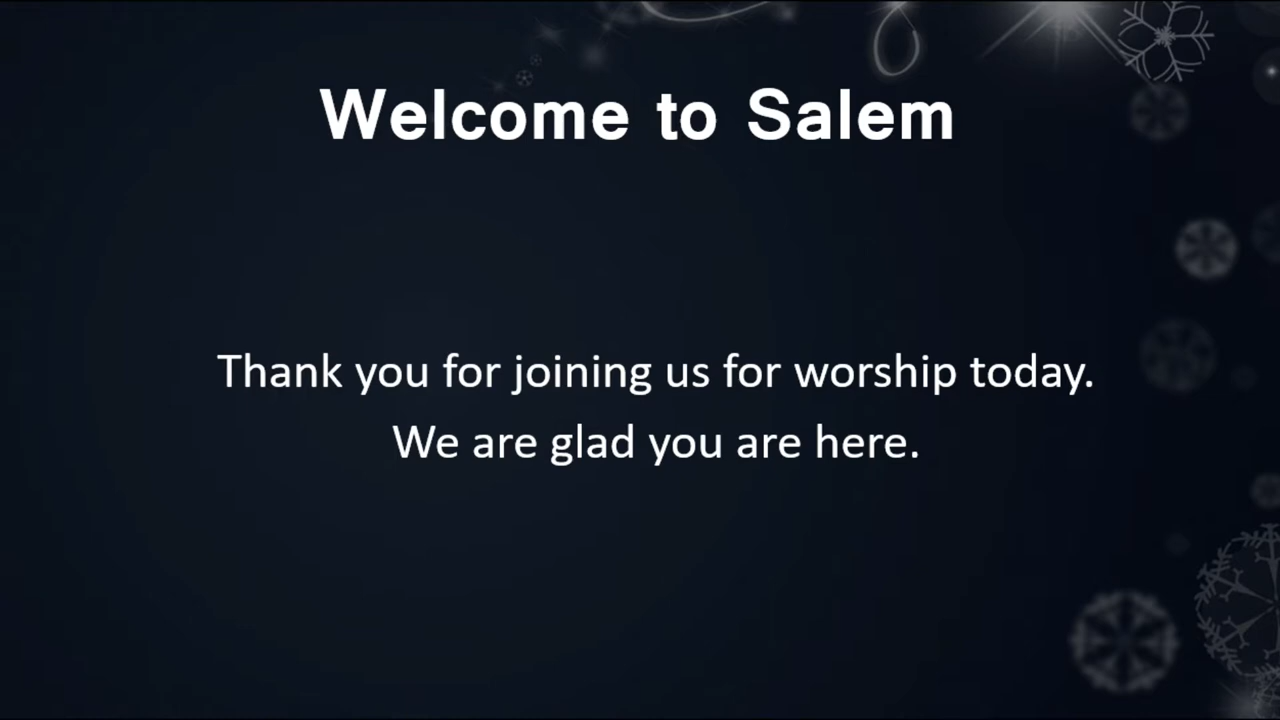 Welcome to Salem
Thank you for joining us for worship today.
We are glad you are here.